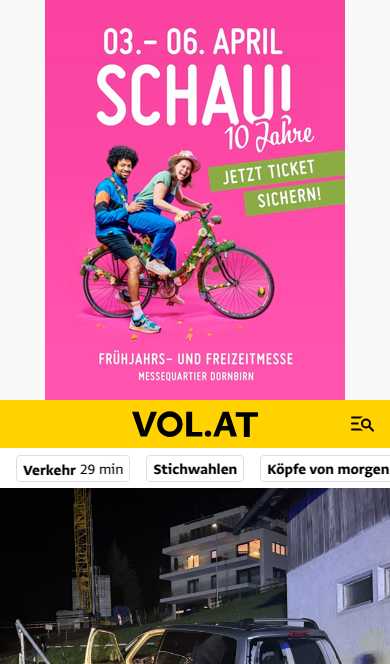 03.– 06. APRIL
SCHAU!
10 Jahre
JETZT TICKET
SICHERN!
FRÜHJAHRS- UND FREIZEITMESSE
MESSEQUARTIER DORNBIRN
VOL.AT
Verkehr 29 min
Stichwahlen
Köpfe von morgen